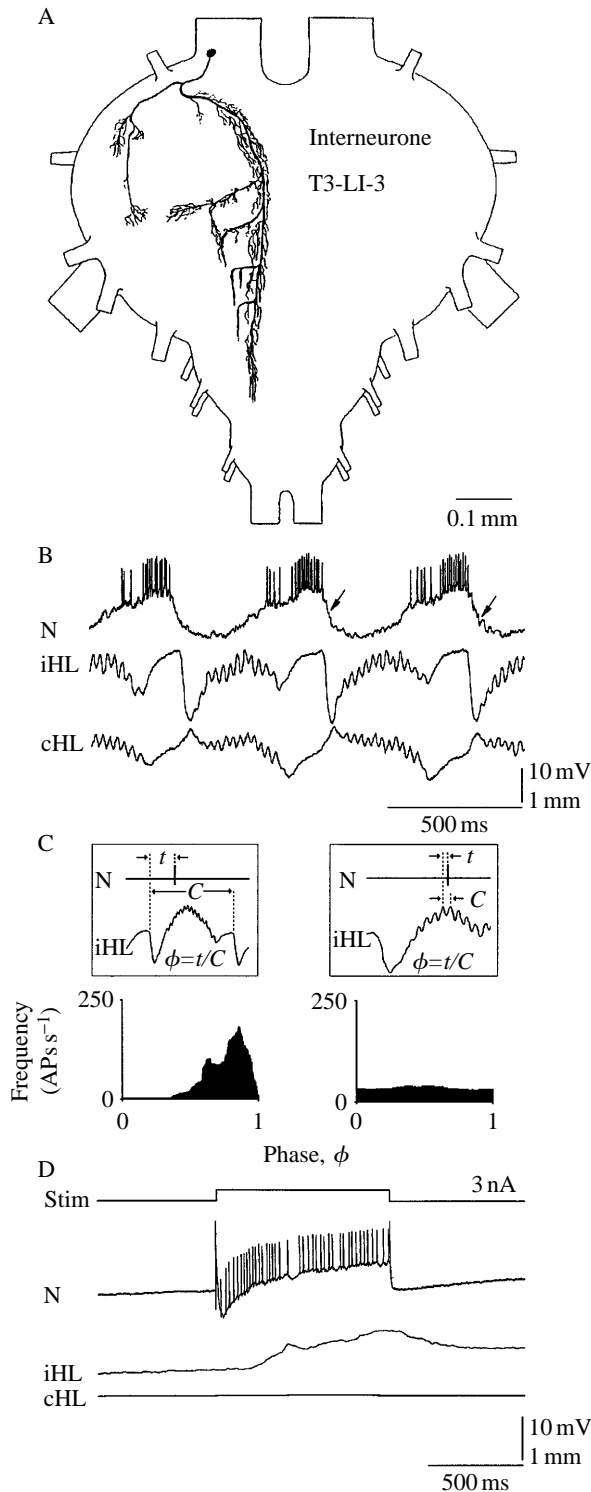 A
Interneurone
T3-LI-3
0.1 mm
B
N
iHL
cHL
10 mV
1 mm
500 ms
C
t
N
C
iHL
ϕ=t/C
t
N
C
iHL
ϕ=t/C
250
0
Frequency
(APs s⁻¹)
0
1
250
0
0
1
Phase, ϕ
D
Stim
3 nA
N
iHL
cHL
10 mV
1 mm
500 ms